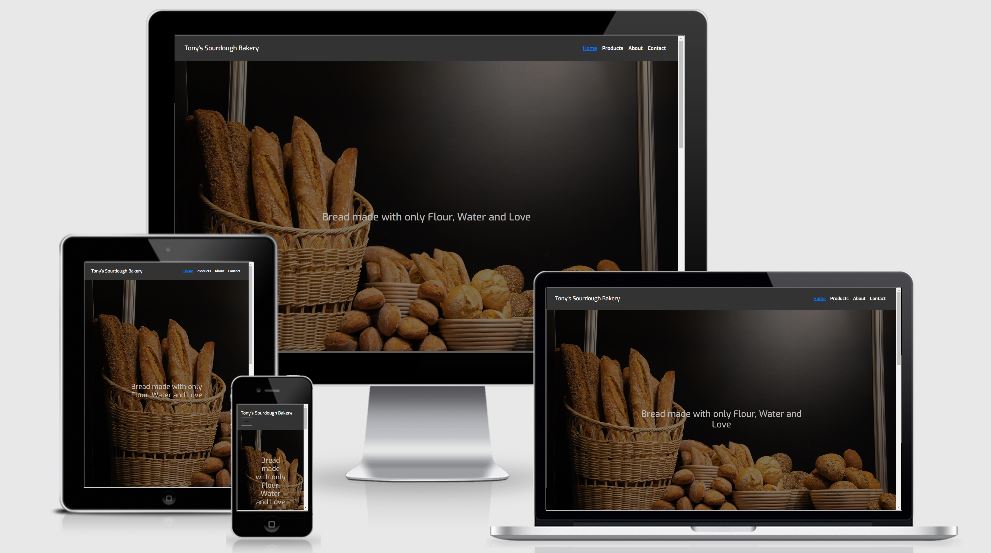 Tony's Sourdough Bakery
Home Products About Contact
Bread made with only Flour, Water and Love
Tony's Sourdough Bakery
Home Products About Contact
Bread made with only
Flour, Water and Love
Tony's Sourdough Bakery
Bread
made
with only
Flour,
Water
and Love
Tony's Sourdough Bakery
Home Products About Contact
Bread made with only Flour, Water and
Love